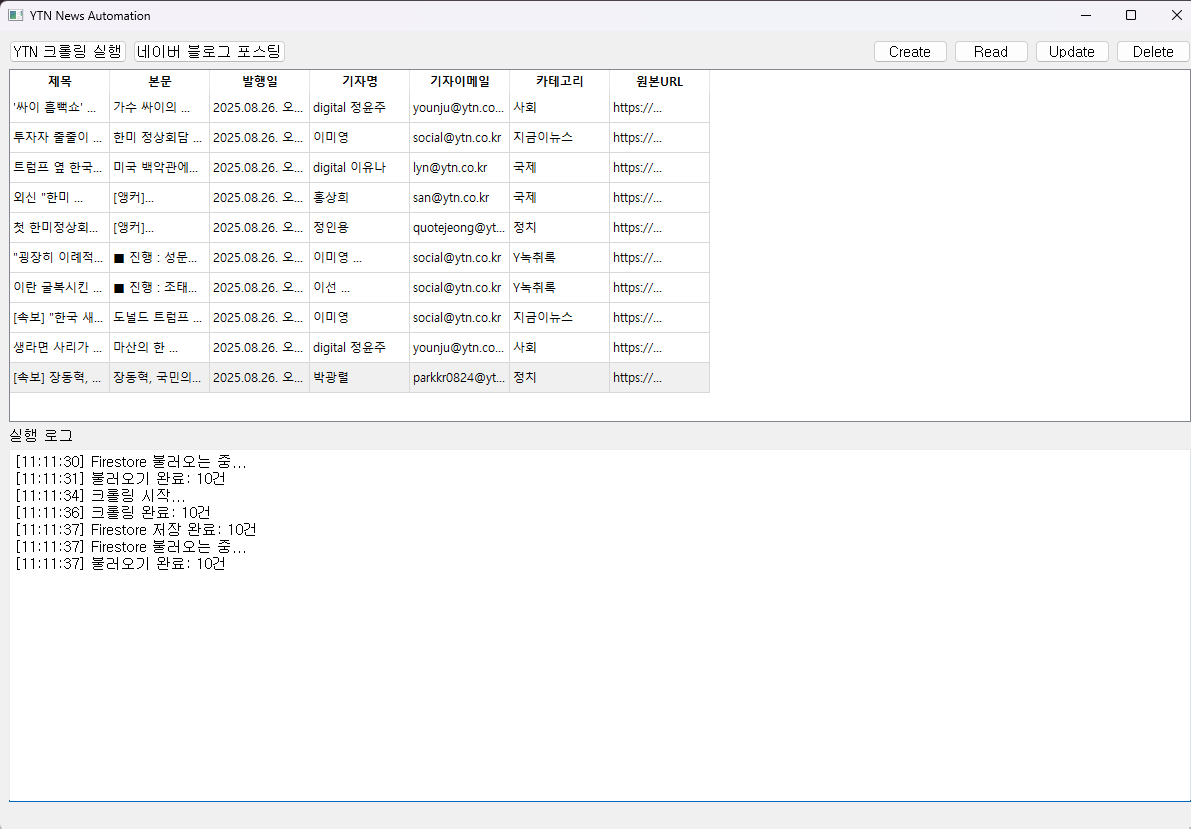 YTN News Automation
YTN 크롤링 실행 네이버 블로그 포스팅 Create Read Update Delete
제목 본문 발행일 기자명 기자이메일 카테고리 원본URL
'싸이 흠뻑쇼' ... 가수 싸이의 ... 2025.08.26. 오... digital 정윤주 younju@ytn.co... 사회 https://...
투자자 줄줄이 ... 한미 정상회담 ... 2025.08.26. 오... 이미영 social@ytn.co.kr 지금이뉴스 https://...
트럼프 옆 한국... 미국 백악관에... 2025.08.26. 오... digital 이유나 lyn@ytn.co.kr 국제 https://...
외신 "한미 ... [앵커]... 2025.08.26. 오... 홍상희 san@ytn.co.kr 국제 https://...
첫 한미정상회... [앵커]... 2025.08.26. 오... 정인용 quotejeong@yt... 정치 https://...
"굉장히 이례적... ■ 진행 : 성문... 2025.08.26. 오... 이미영 ... social@ytn.co.kr Y녹취록 https://...
이란 굴복시킨 ... ■ 진행 : 조태... 2025.08.26. 오... 이선 ... social@ytn.co.kr Y녹취록 https://...
[속보] "한국 새... 도널드 트럼프 ... 2025.08.26. 오... 이미영 social@ytn.co.kr 지금이뉴스 https://...
생라면 사리가 ... 마산의 한 ... 2025.08.26. 오... digital 정윤주 younju@ytn.co... 사회 https://...
[속보] 장동혁, ... 장동혁, 국민의... 2025.08.26. 오... 박광렬 parkkr0824@yt... 정치 https://...
실행 로그
[11:11:30] Firestore 불러오는 중...
[11:11:31] 불러오기 완료: 10건
[11:11:34] 크롤링 시작...
[11:11:36] 크롤링 완료: 10건
[11:11:37] Firestore 저장 완료: 10건
[11:11:37] Firestore 불러오는 중...
[11:11:37] 불러오기 완료: 10건